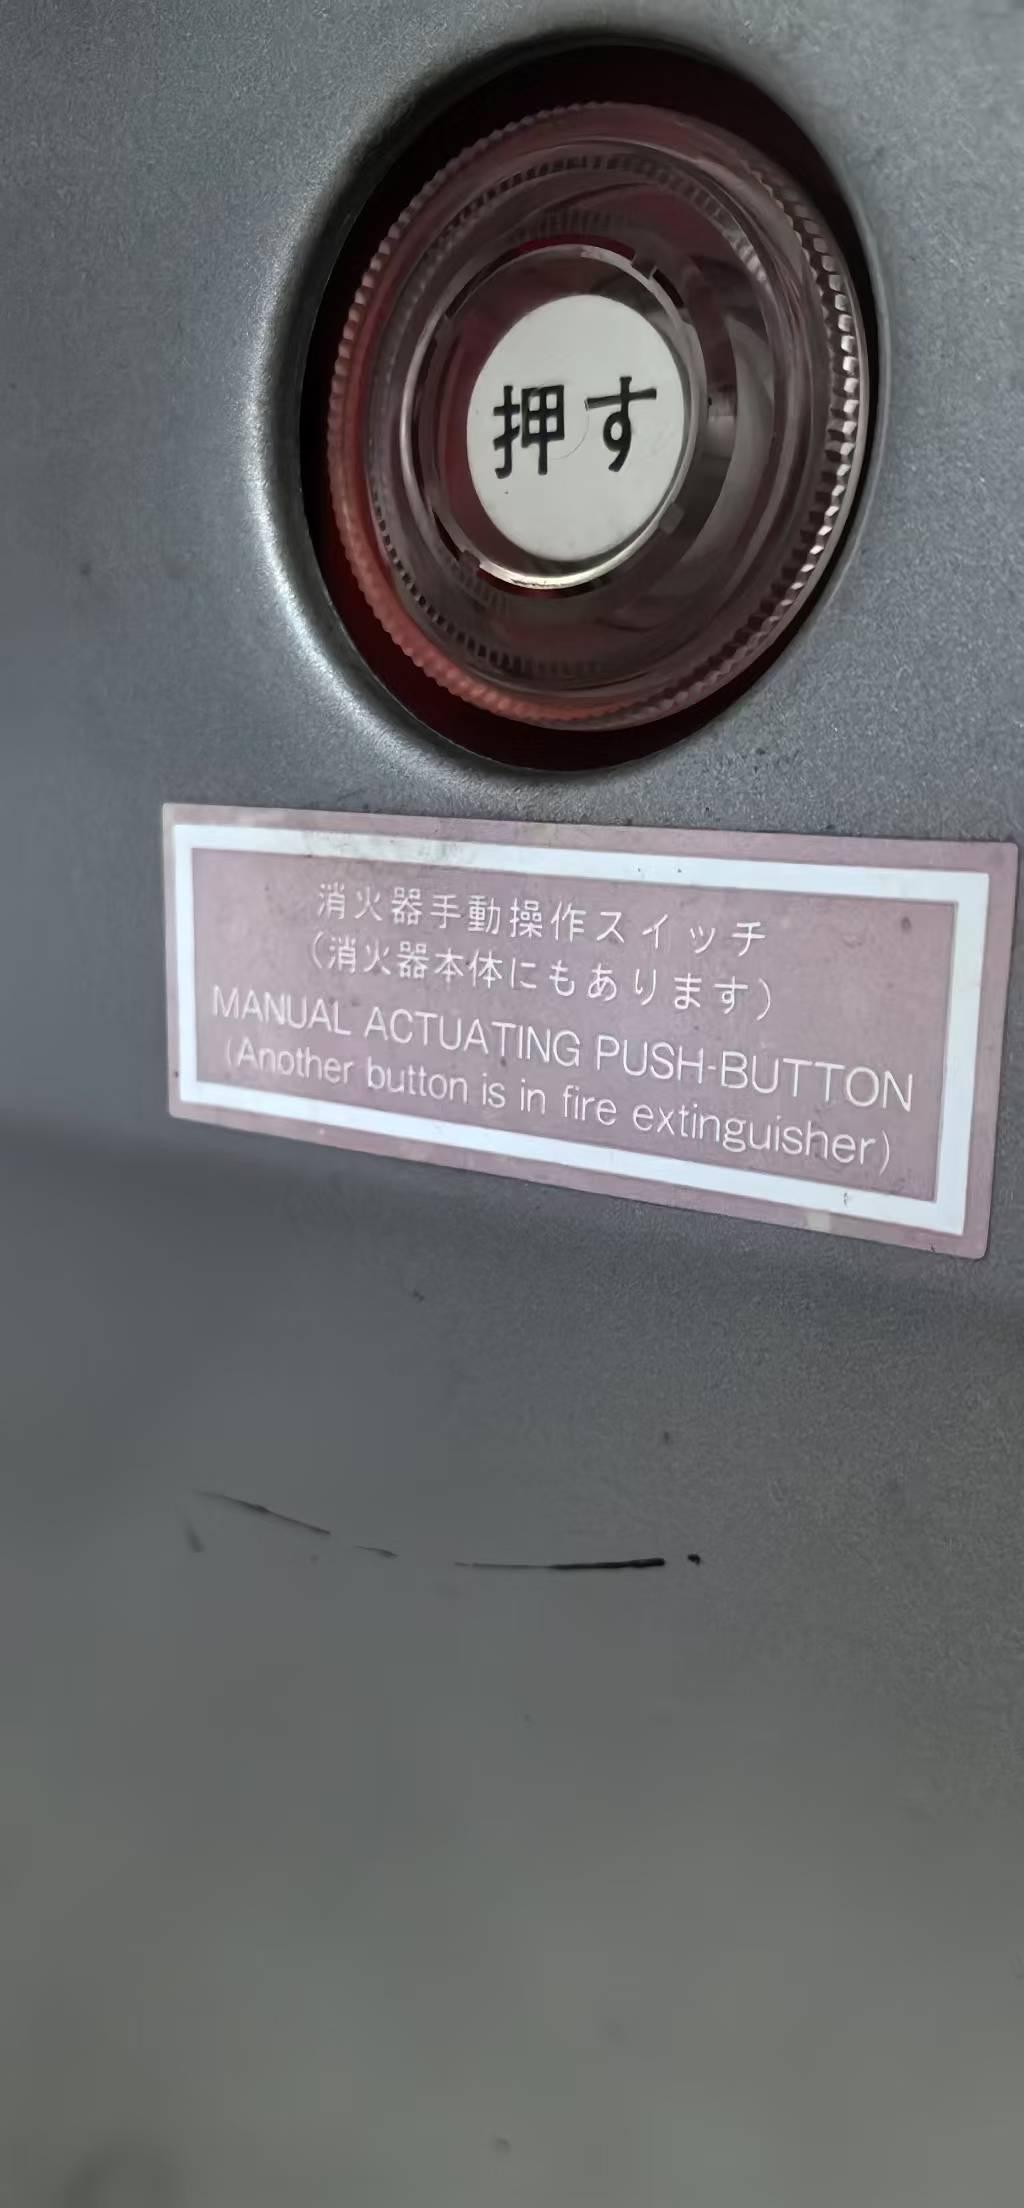 押す
消火器手動操作スイッチ
（消火器本体にもあります）
MANUAL ACTUATING PUSH-BUTTON
(Another button is in fire extinguisher)